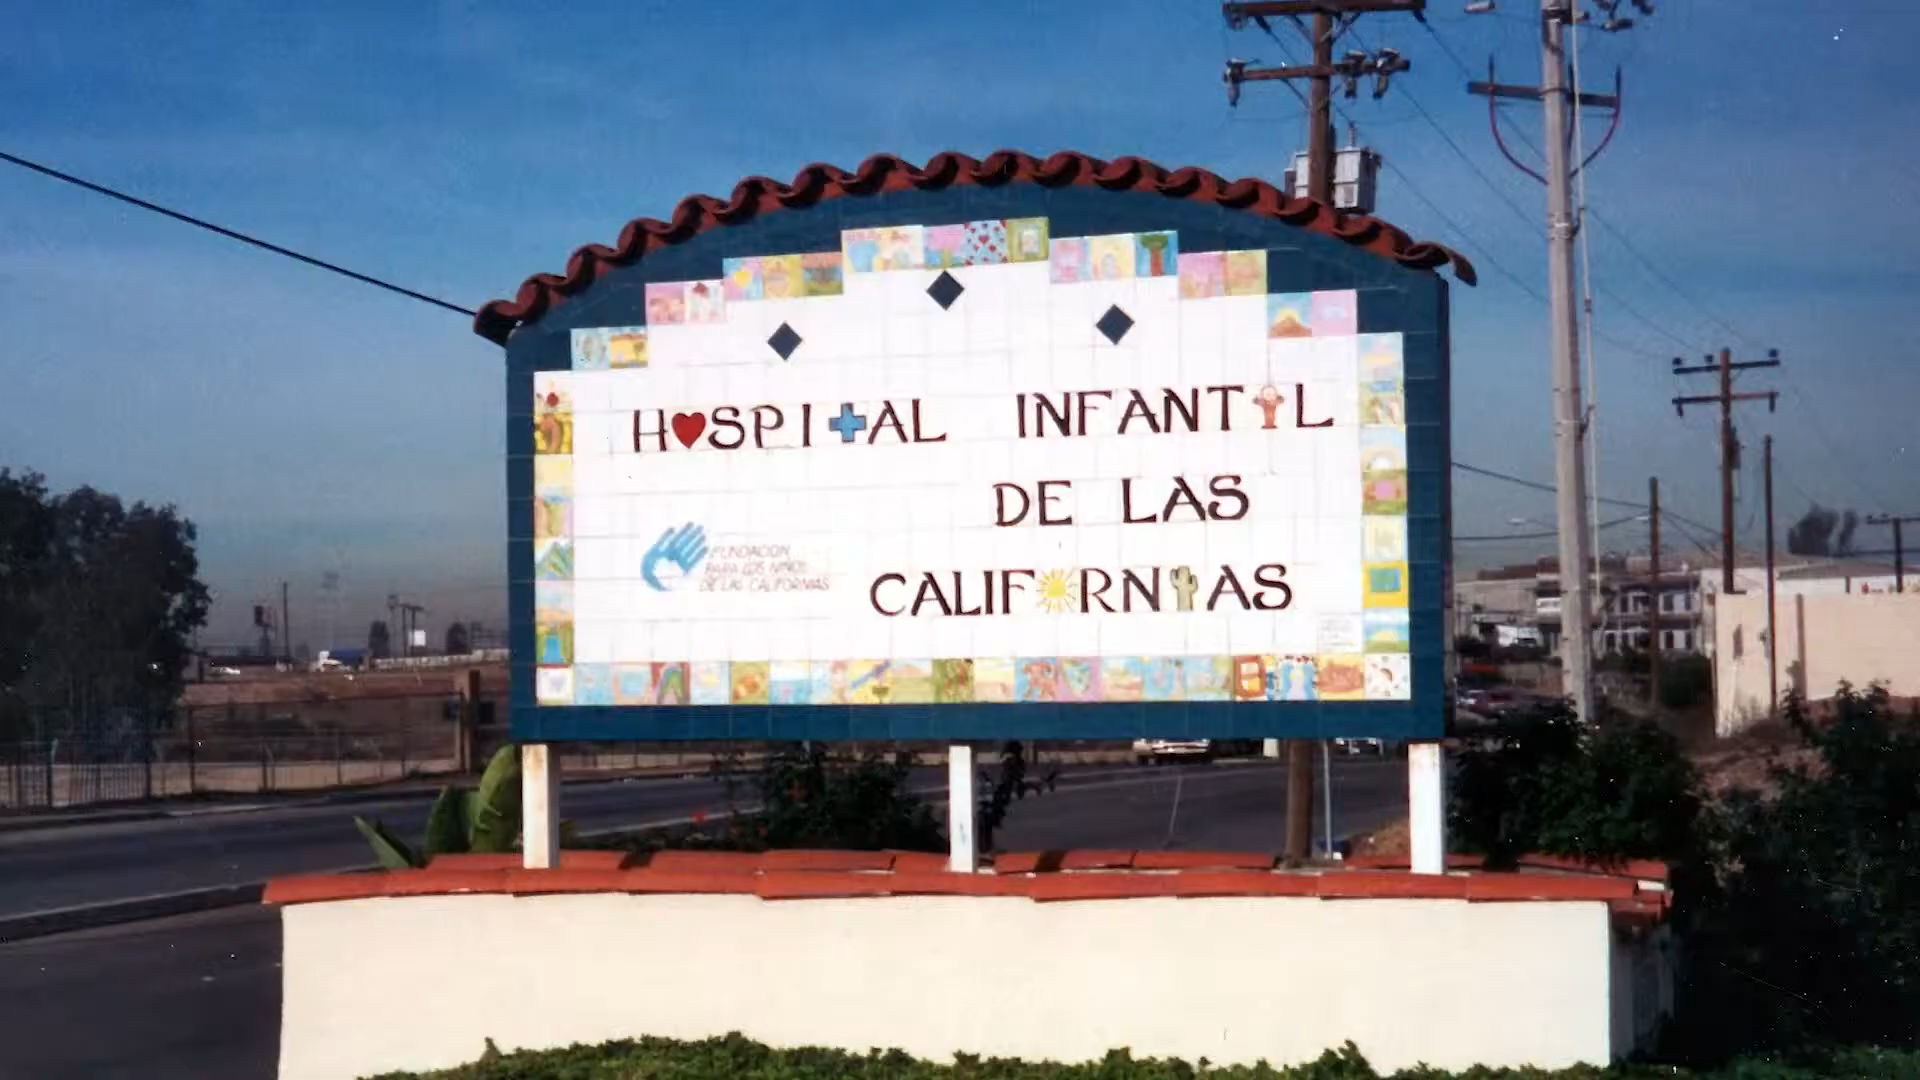 HOSPITAL INFANTIL
DE LAS
CALIFORNIAS
FUNDACION
PARA LOS NIÑOS
DE LAS CALIFORNIAS